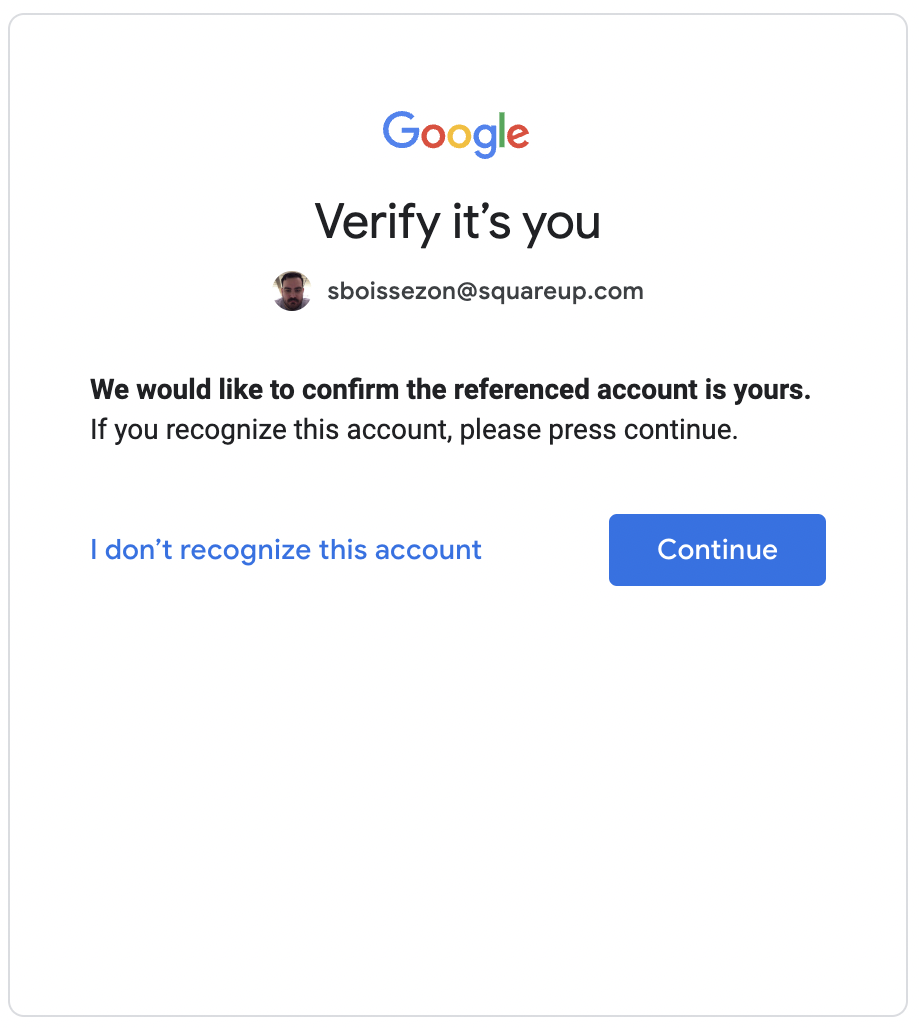 Google
Verify it’s you
sboissezon@squareup.com
We would like to confirm the referenced account is yours.
If you recognize this account, please press continue.
I don’t recognize this account
Continue